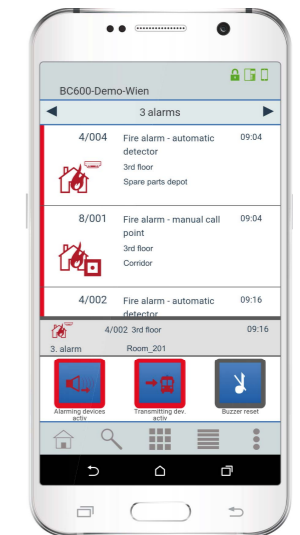 BC600-Demo-Wien
3 alarms
4/004 Fire alarm - automatic 09:04
detector
3rd floor
Spare parts depot
8/001 Fire alarm - manual call 09:04
point
3rd floor
Corridor
4/002 Fire alarm - automatic 09:16
detector
4/002 3rd floor 09:16
3. alarm Room_201
Alarming devices Transmitting dev. Buzzer reset
activ activ